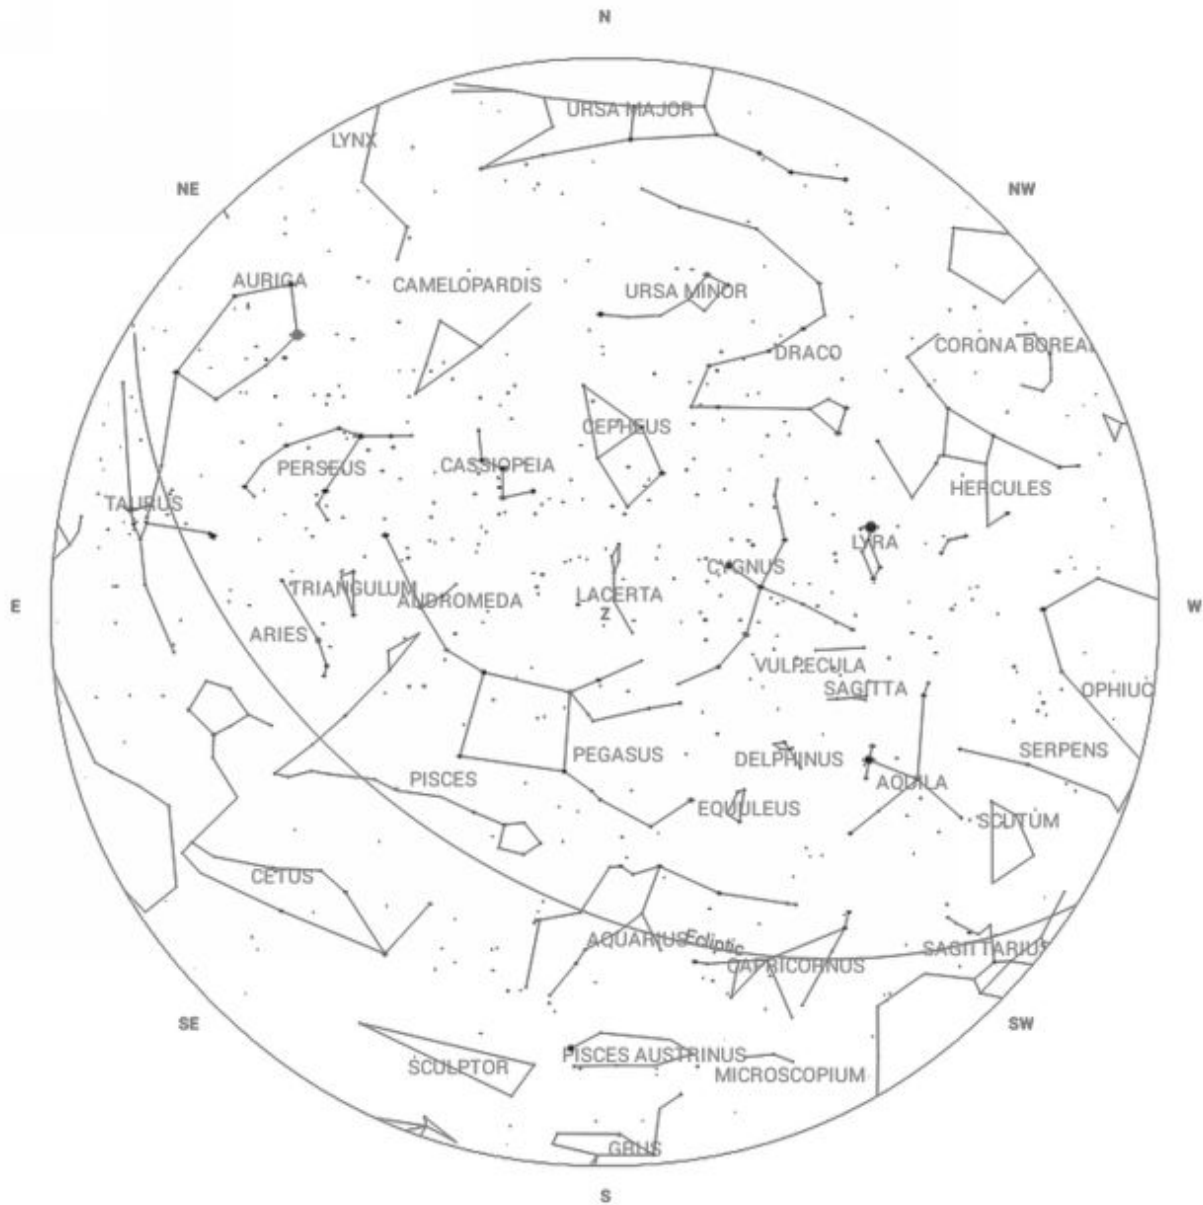 N
URSA MAJOR
LYNX
NE
NW
AURIGA
CAMELOPARDIS
URSA MINOR
DRACO
CORONA BOREAL
CEPHEUS
PERSEUS
CASSIOPEIA
HERCULES
TAURUS
LYRA
CYGNUS
TRIANGULUM
ANDROMEDA
LACERTA
E
Z
W
ARIES
VULPECULA
SAGITTA
OPHIUC
PEGASUS
DELPHINUS
SERPENS
PISCES
AQUILA
EQUULEUS
SCUTUM
CETUS
AQUARIUS
Ecliptic
SAGITTARIUS
CAPRICORNUS
SE
SW
SCULPTOR
PISCES AUSTRINUS
MICROSCOPIUM
GRUS
S